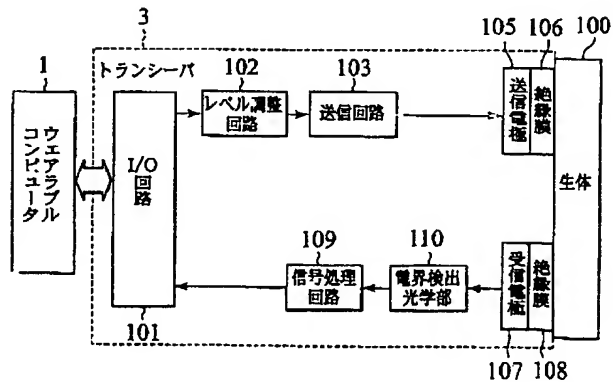 3
105 106
100
トランシーバ
1
102
103
レベル調整
回路
送信回路
送信電極
絶縁膜
ウェアラブル
コンピュータ
I/O
回路
生体
109
110
信号処理
回路
電界検出
光学部
受信電極
絶縁膜
101
107 108